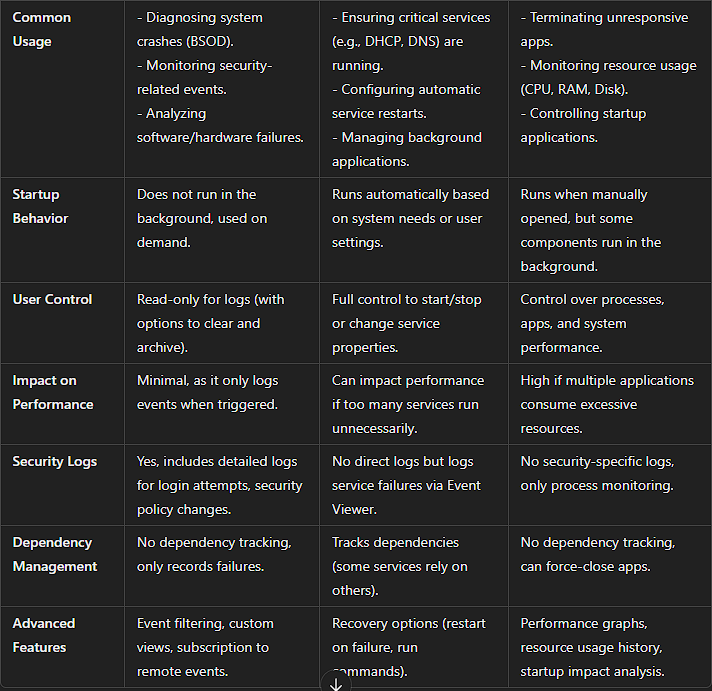 Common
Usage
- Diagnosing system
crashes (BSOD).
- Monitoring security-
related events.
- Analyzing
software/hardware failures.
- Ensuring critical services
(e.g., DHCP, DNS) are
running.
- Configuring automatic
service restarts.
- Managing background
applications.
- Terminating unresponsive
apps.
- Monitoring resource usage
(CPU, RAM, Disk).
- Controlling startup
applications.
Startup
Behavior
Does not run in the
background, used on
demand.
Runs automatically based
on system needs or user
settings.
Runs when manually
opened, but some
components run in the
background.
User Control
Read-only for logs (with
options to clear and
archive).
Full control to start/stop
or change service
properties.
Control over processes,
apps, and system
performance.
Impact on
Performance
Minimal, as it only logs
events when triggered.
Can impact performance
if too many services run
unnecessarily.
High if multiple applications
consume excessive
resources.
Security Logs
Yes, includes detailed logs
for login attempts, security
policy changes.
No direct logs but logs
service failures via Event
Viewer.
No security-specific logs,
only process monitoring.
Dependency
Management
No dependency tracking,
only records failures.
Tracks dependencies
(some services rely on
others).
No dependency tracking,
can force-close apps.
Advanced
Features
Event filtering, custom
views, subscription to
remote events.
Recovery options (restart
on failure, run
commands).
Performance graphs,
resource usage history,
startup impact analysis.